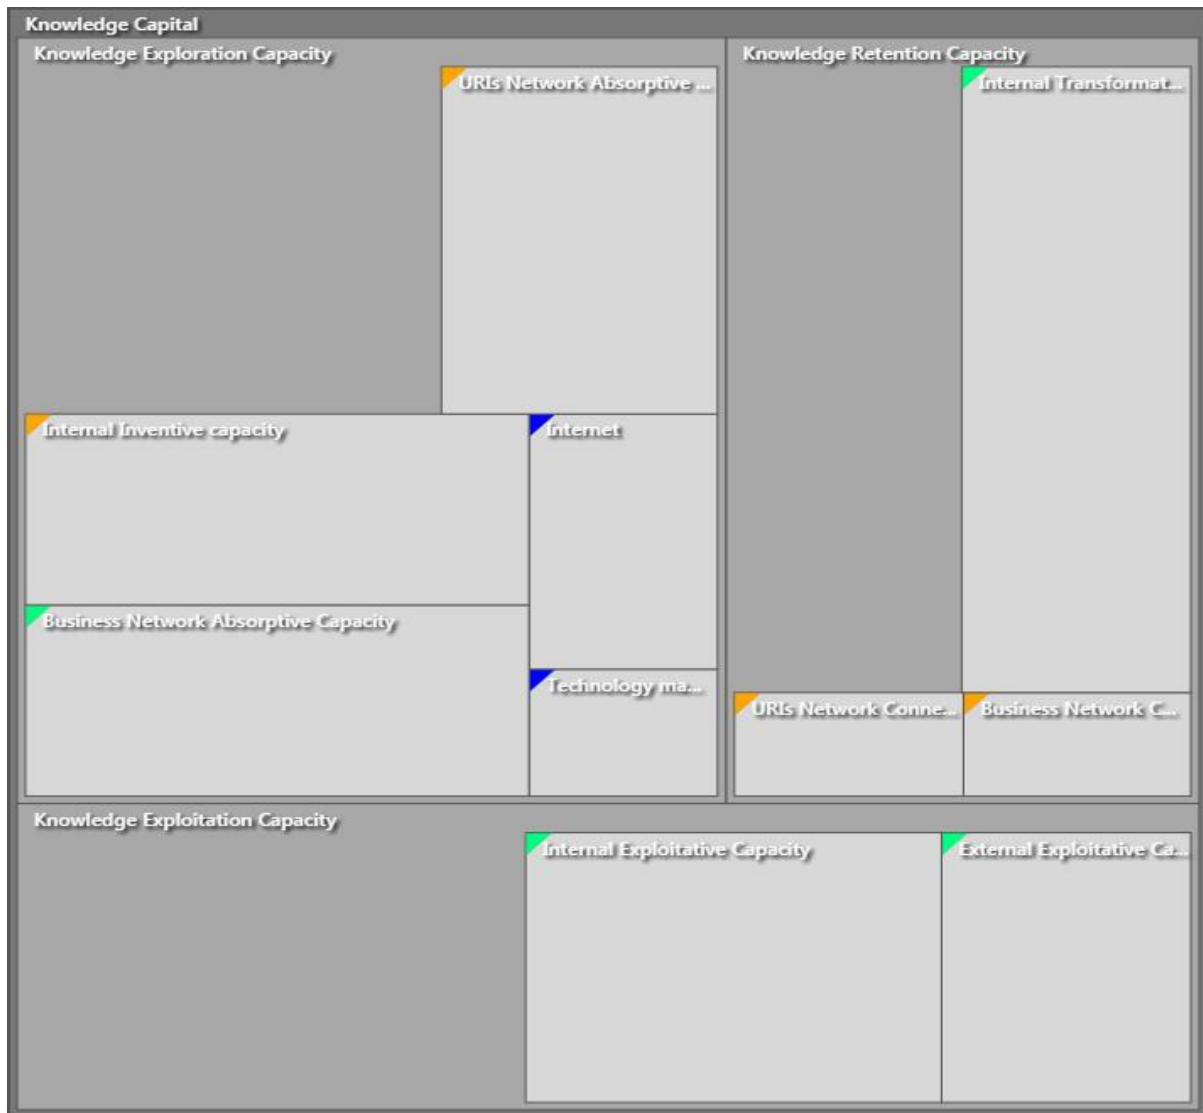 Knowledge Capital
Knowledge Exploration Capacity
URIs Network Absorptive ...
Internal Inventive capacity
Internet
Business Network Absorptive Capacity
Technology ma...
Knowledge Retention Capacity
Internal Transformat...
URIs Network Conne...
Business Network C...
Knowledge Exploitation Capacity
Internal Exploitative Capacity
External Exploitative Ca...